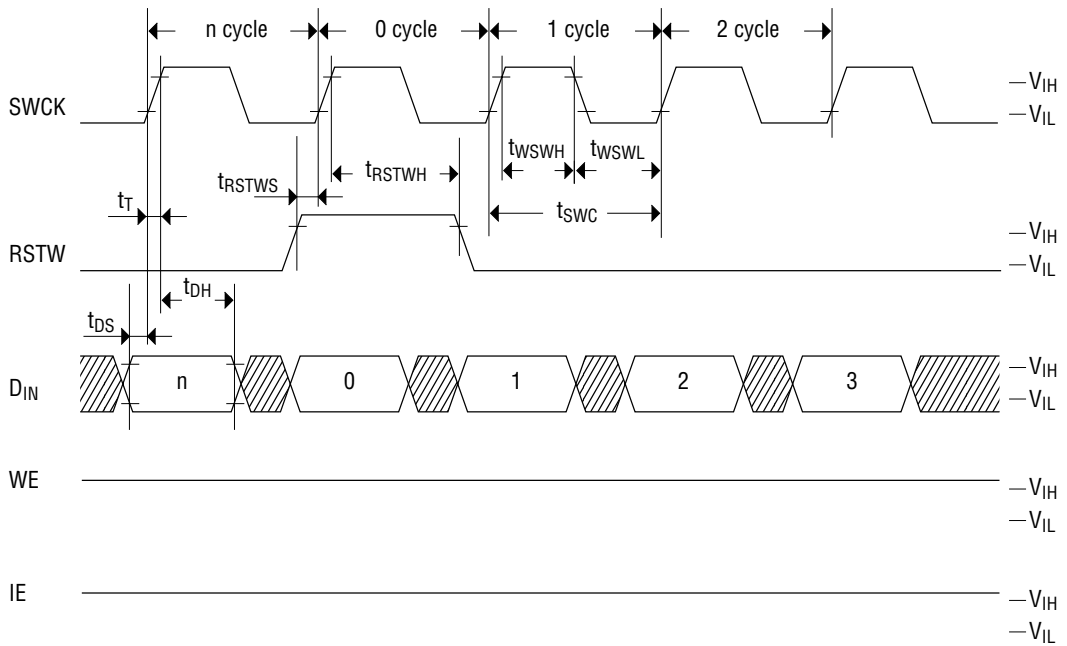 n cycle 0 cycle 1 cycle 2 cycle
SWCK
VIH
VIL
tWSWH tWSWL
tRSTWS tRSTWH
tT
tSWC
RSTW
VIH
VIL
tDH
tDS
DIN
n 0 1 2 3
VIH
VIL
WE
VIH
VIL
IE
VIH
VIL